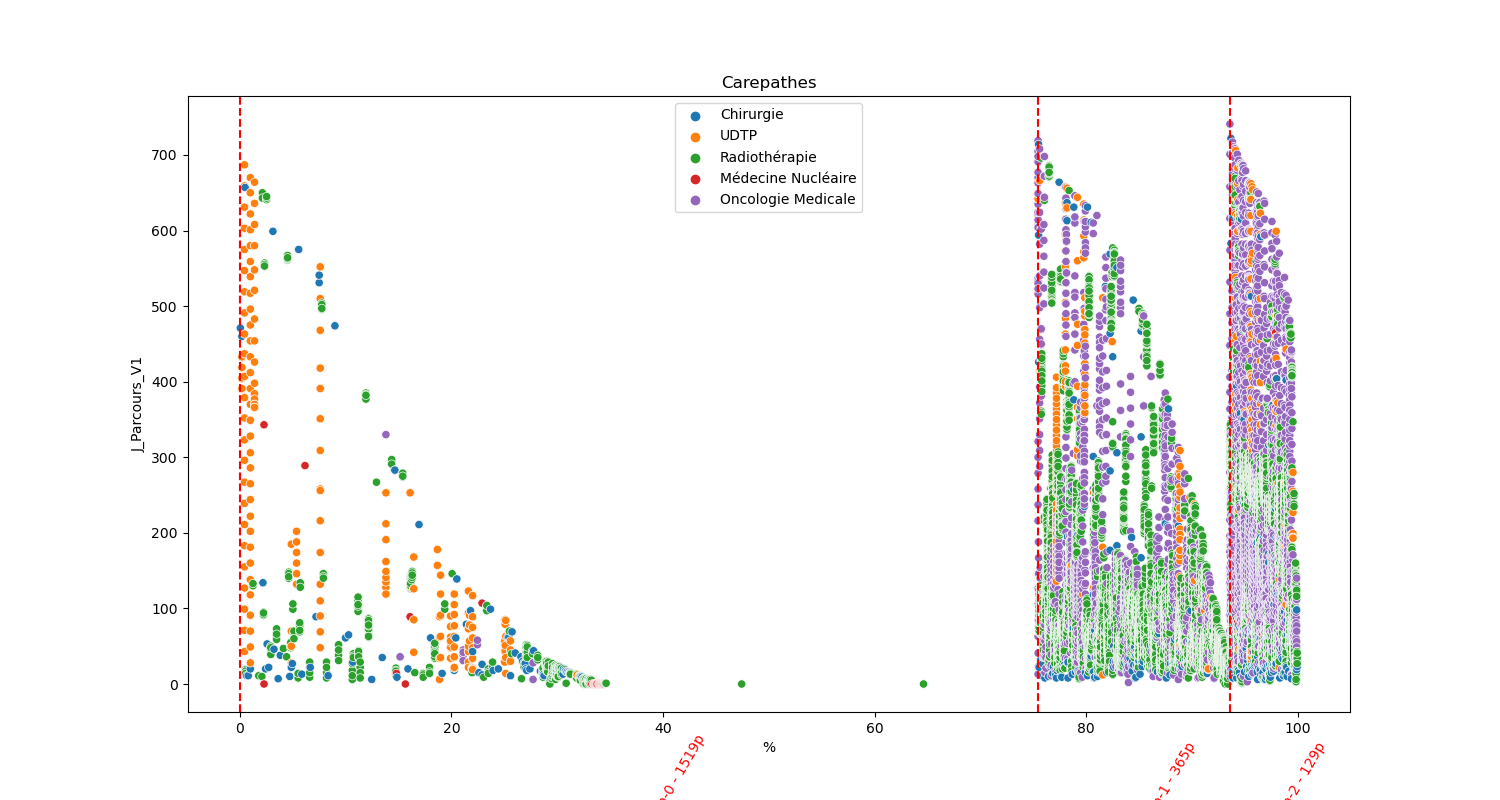 Carepathes
Chirurgie
UDTP
Radiothérapie
Médecine Nucléaire
Oncologie Medicale
J_Parcours_V1
700
600
500
400
300
200
100
0
0 20 40 60 80 100
%
-0 - 1519p
-1 - 365p
-2 - 129p